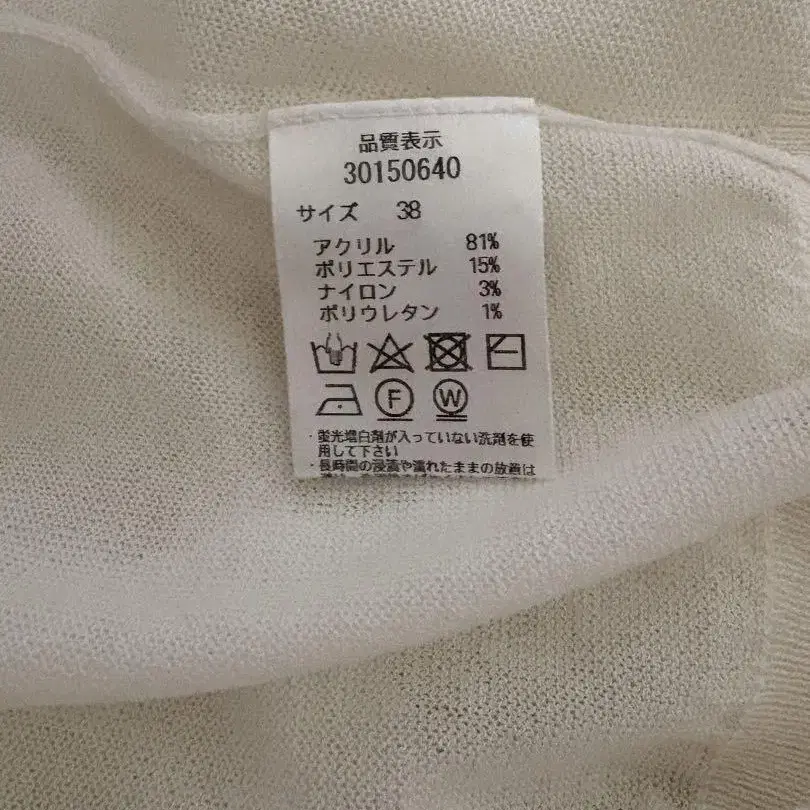 品質表示
30150640
サイズ 38
アクリル 81%
ポリエステル 15%
ナイロン 3%
ポリウレタン 1%
F W
・蛍光増白剤が入っていない洗剤を使
用して下さい
・長時間の浸漬や濡れたままの放置は